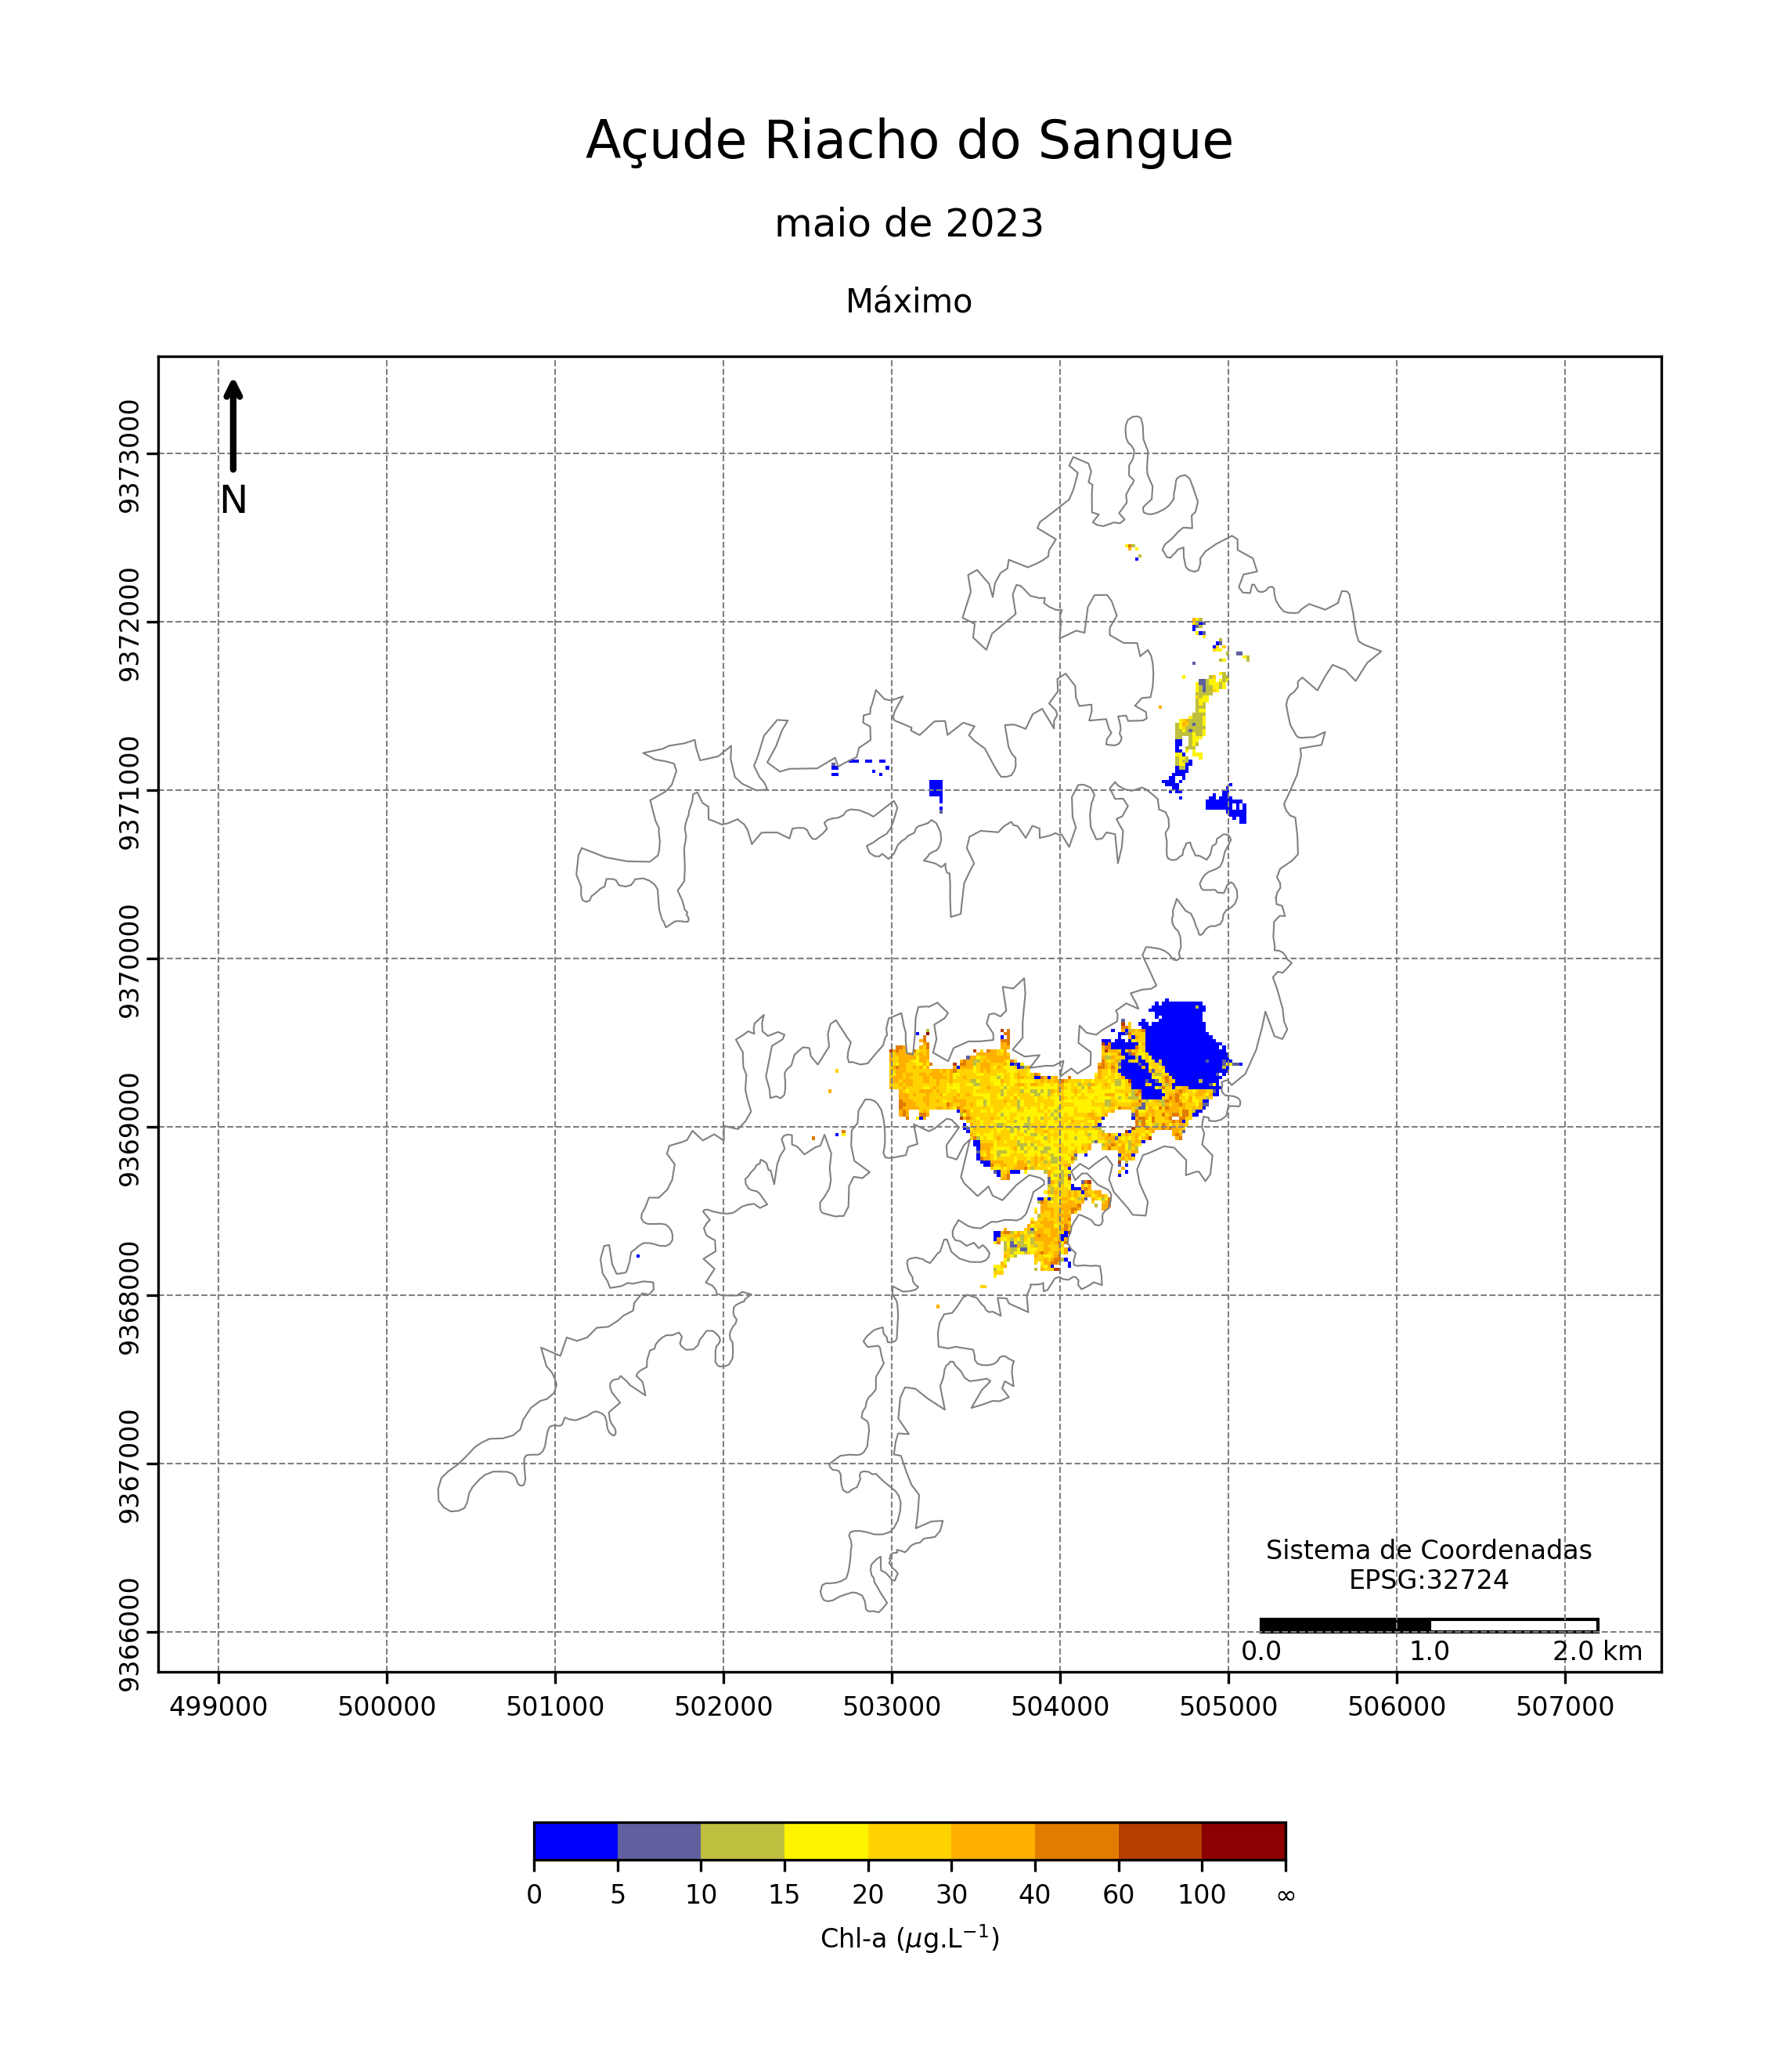 Açude Riacho do Sangue
maio de 2023
Máximo
N
9373000
9372000
9371000
9370000
9369000
9368000
9367000
9366000
Sistema de Coordenadas
EPSG:32724
0.0 1.0 2.0 km
499000 500000 501000 502000 503000 504000 505000 506000 507000
0 5 10 15 20 30 40 60 100 ∞
Chl-a (μg.L⁻¹)